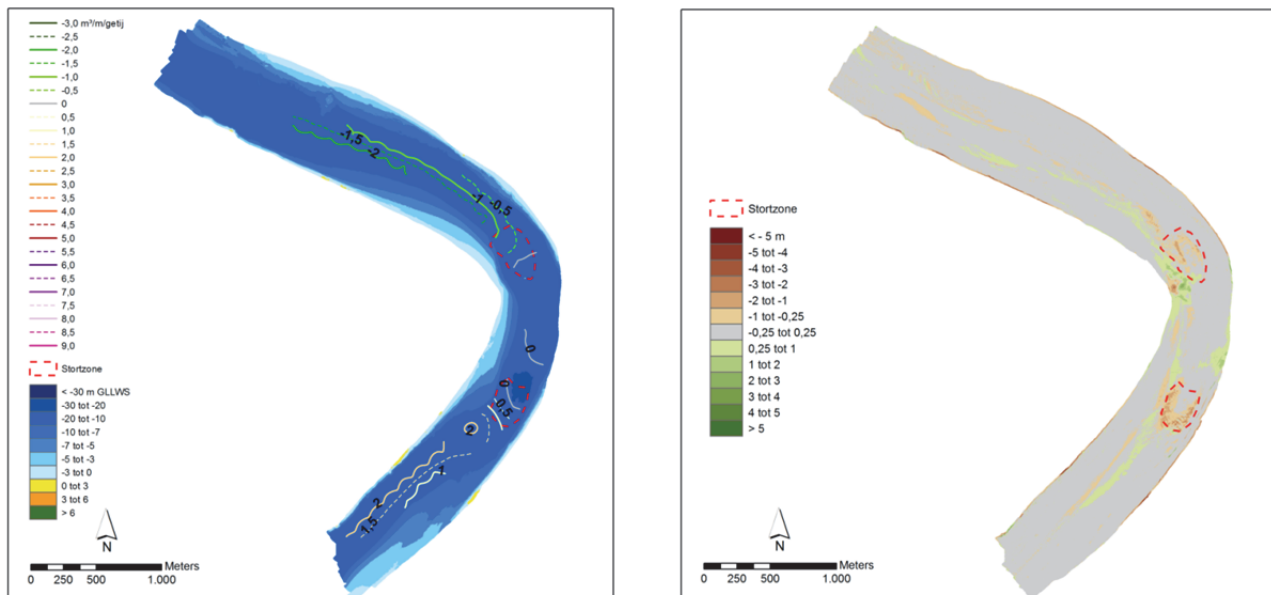 -3,0 m³/m/getij
-2,5
-2,0
-1,5
-1,0
-0,5
0
0,5
1,0
1,5
2,0
2,5
3,0
3,5
4,0
4,5
5,0
5,5
6,0
6,5
7,0
7,5
8,0
8,5
9,0
Stortzone
< -30 m GLLWS
-30 tot -20
-20 tot -10
-10 tot -7
-7 tot -5
-5 tot -3
-3 tot 0
0 tot 3
3 tot 6
> 6
N
Meters
0 250 500 1.000
-1,5 -2
-1 -0,5
0
0
-0,5
2
1
2
1,5
Stortzone
< - 5 m
-5 tot -4
-4 tot -3
-3 tot -2
-2 tot -1
-1 tot -0,25
-0,25 tot 0,25
0,25 tot 1
1 tot 2
2 tot 3
3 tot 4
4 tot 5
> 5
N
Meters
0 250 500 1.000